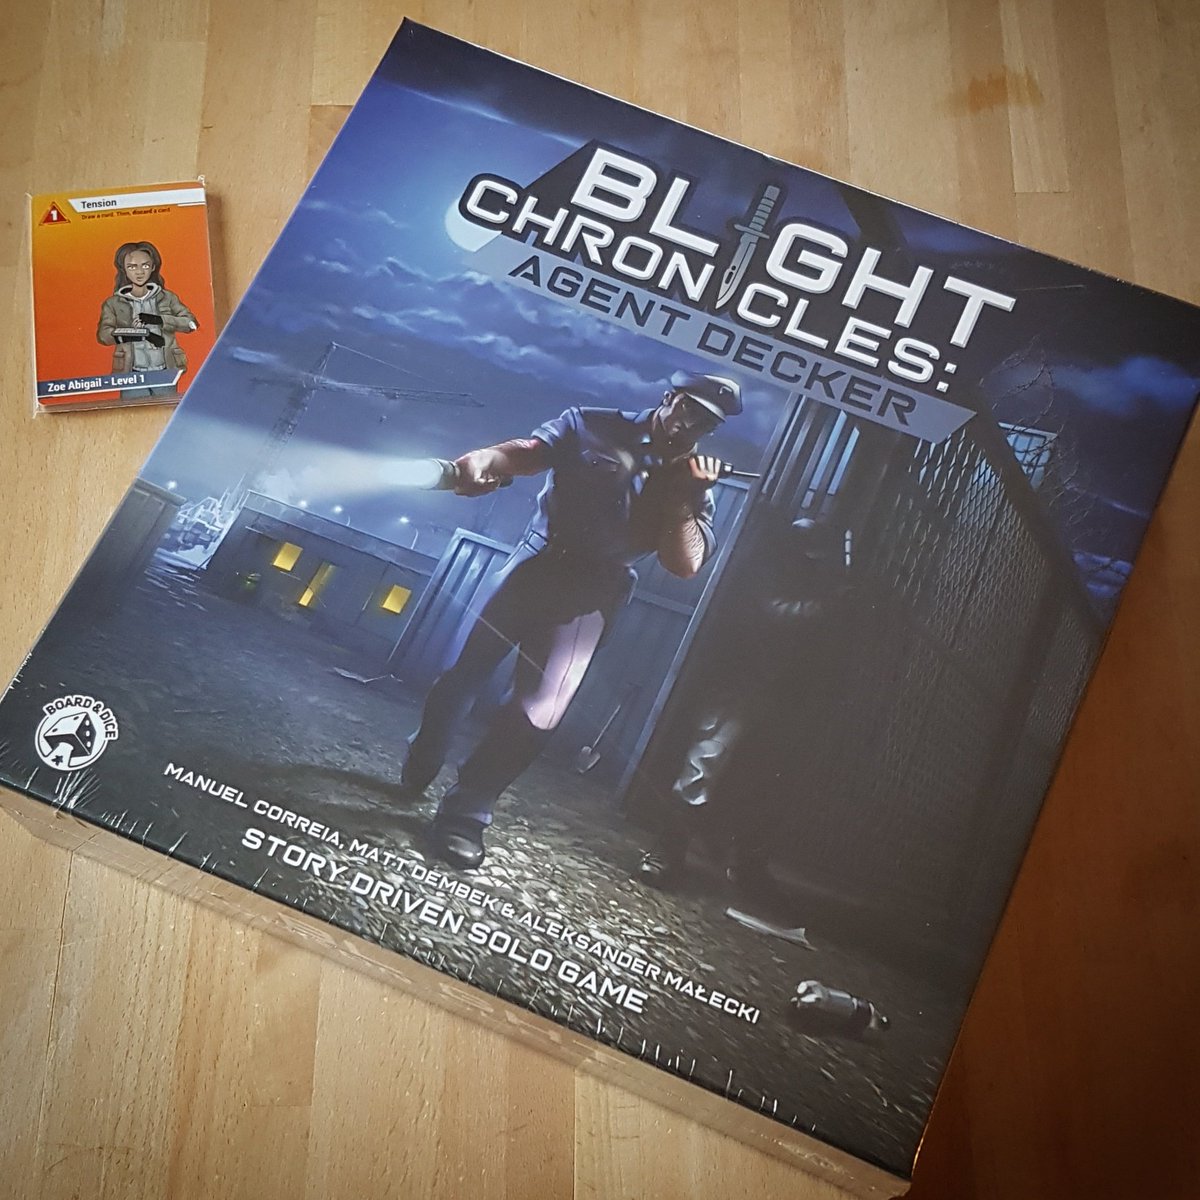 1
Tension
Draw a card. Then, discard a card.
Zoe Abigail - Level 1
BLIGHT
CHRONICLES:
AGENT DECKER
BOARD & DICE
MANUEL CORREIA, MATT DEMBEK & ALEKSANDER MAŁECKI
STORY DRIVEN SOLO GAME